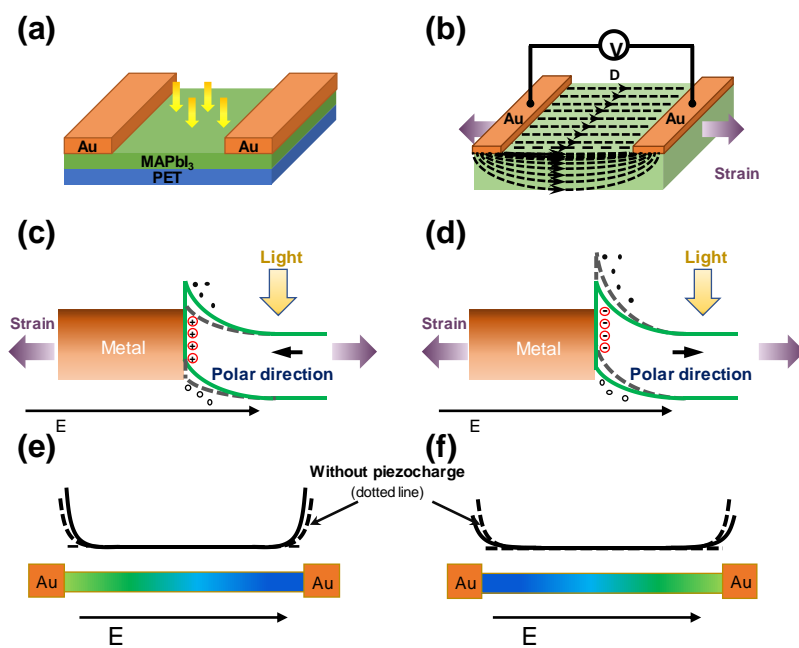 (a)
Au
Au
MAPbI₃
PET
(b)
V
D
Au
Au
Strain
(c)
Light
Strain
Metal
+
+
+
+
Polar direction
E
(d)
Light
Strain
Metal
-
-
-
-
Polar direction
E
(e)
Without piezocharge
(dotted line)
Au
Au
E
(f)
Au
Au
E